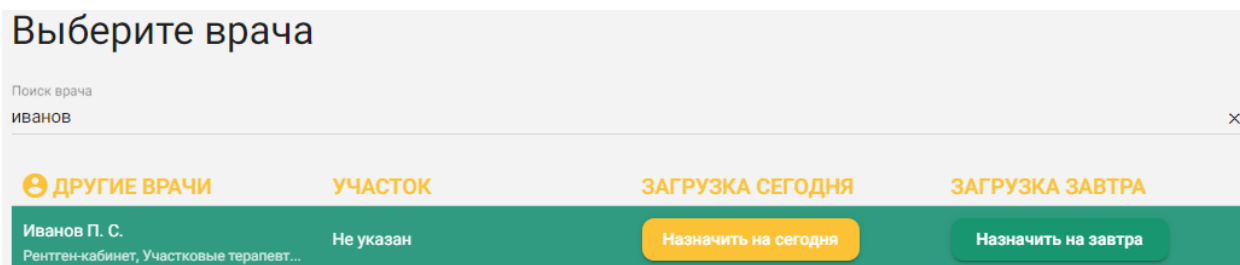 Выберите врача
Поиск врача
иванов
ДРУГИЕ ВРАЧИ УЧАСТОК ЗАГРУЗКА СЕГОДНЯ ЗАГРУЗКА ЗАВТРА
Иванов П. С. Не указан Назначить на сегодня Назначить на завтра
Рентген-кабинет, Участковые терапевт...